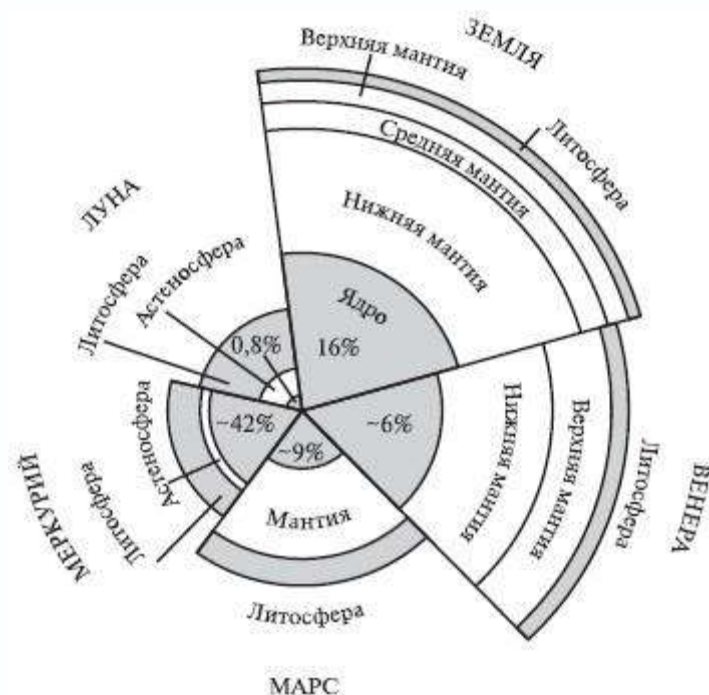 ЗЕМЛЯ
Верхняя мантия
Литосфера
Средняя мантия
Нижняя мантия
Ядро
16%
ЛУНА
Литосфера
Астеносфера
0,8%
~42%
~6%
~9%
Нижняя мантия
Верхняя мантия
Литосфера
ВЕНЕРА
МЕРКУРИЙ
Литосфера
Астеносфера
Мантия
Литосфера
МАРС